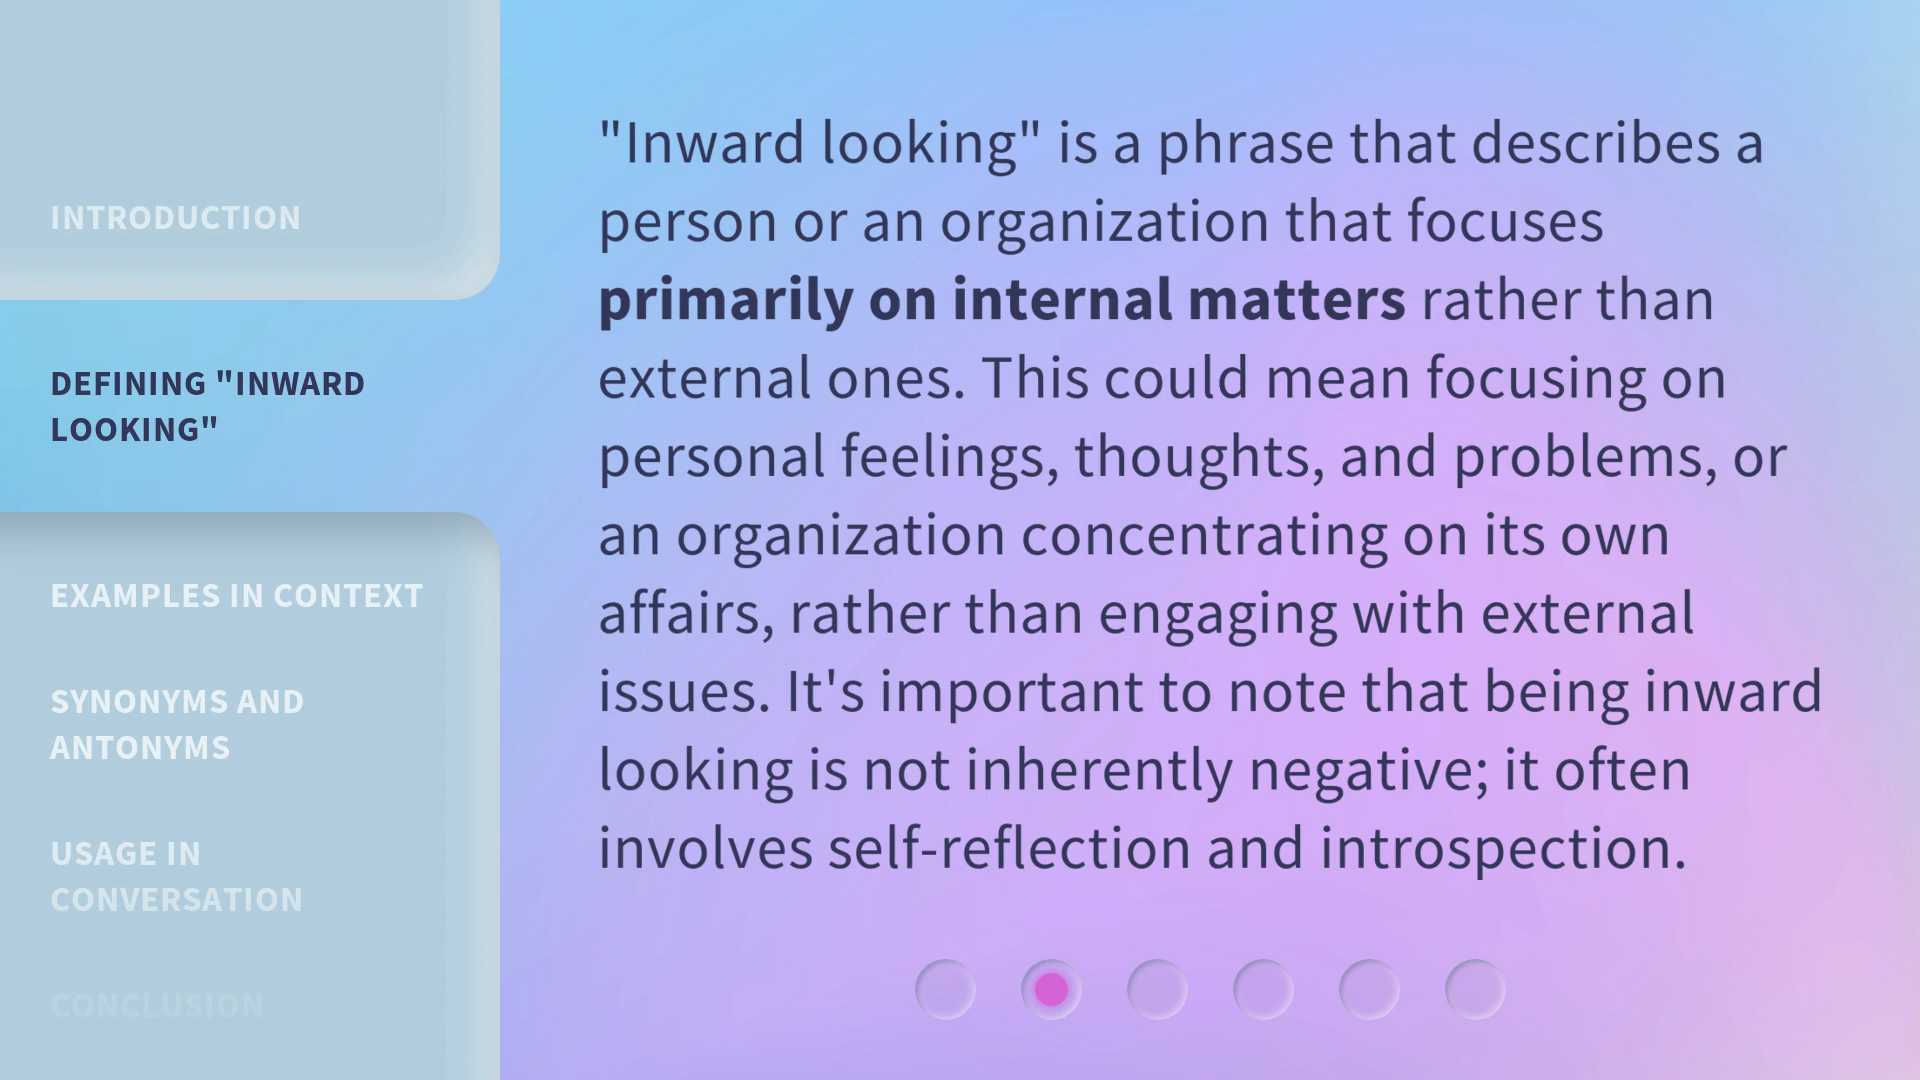 INTRODUCTION
DEFINING "INWARD
LOOKING"
EXAMPLES IN CONTEXT
SYNONYMS AND
ANTONYMS
USAGE IN
CONVERSATION
CONCLUSION
"Inward looking" is a phrase that describes a
person or an organization that focuses
primarily on internal matters rather than
external ones. This could mean focusing on
personal feelings, thoughts, and problems, or
an organization concentrating on its own
affairs, rather than engaging with external
issues. It's important to note that being inward
looking is not inherently negative; it often
involves self-reflection and introspection.